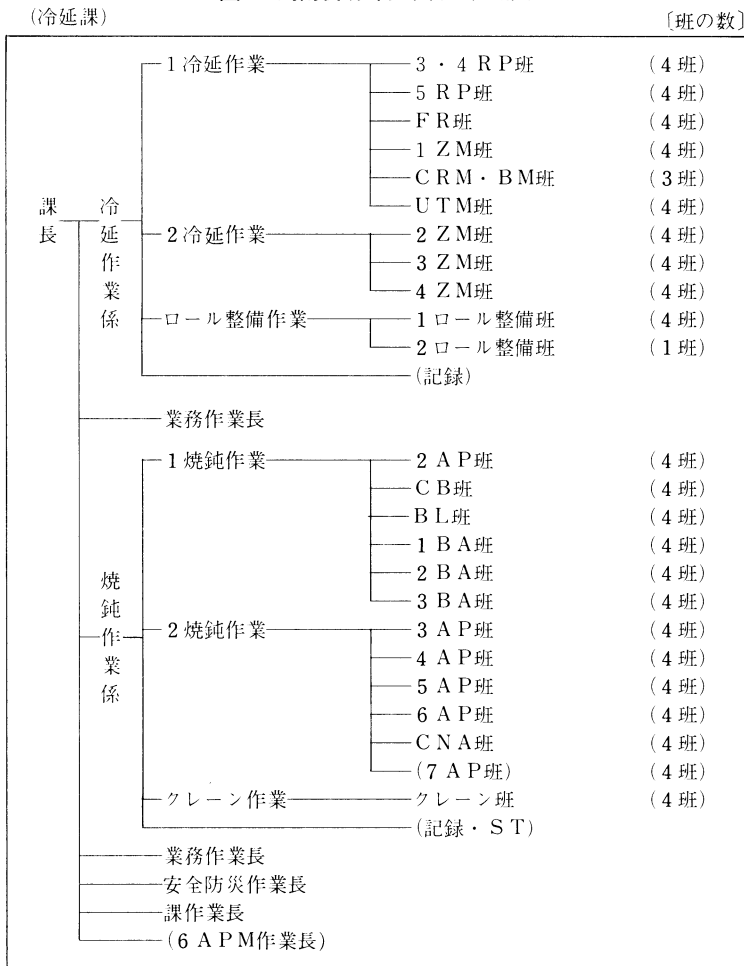 (冷延課)
〔班の数〕
課長
冷延作業係
1冷延作業
3・4RP班 (4班)
5RP班 (4班)
FR班 (4班)
1ZM班 (4班)
CRM・BM班 (3班)
UTM班 (4班)
2冷延作業
2ZM班 (4班)
3ZM班 (4班)
4ZM班 (4班)
ロール整備作業
1ロール整備班 (4班)
2ロール整備班 (1班)
(記録)
業務作業長
焼鈍作業係
1焼鈍作業
2AP班 (4班)
CB班 (4班)
BL班 (4班)
1BA班 (4班)
2BA班 (4班)
3BA班 (4班)
2焼鈍作業
3AP班 (4班)
4AP班 (4班)
5AP班 (4班)
6AP班 (4班)
CNA班 (4班)
(7AP班) (4班)
クレーン作業
クレーン班 (4班)
(記録・ST)
業務作業長
安全防災作業長
課作業長
(6APM作業長)